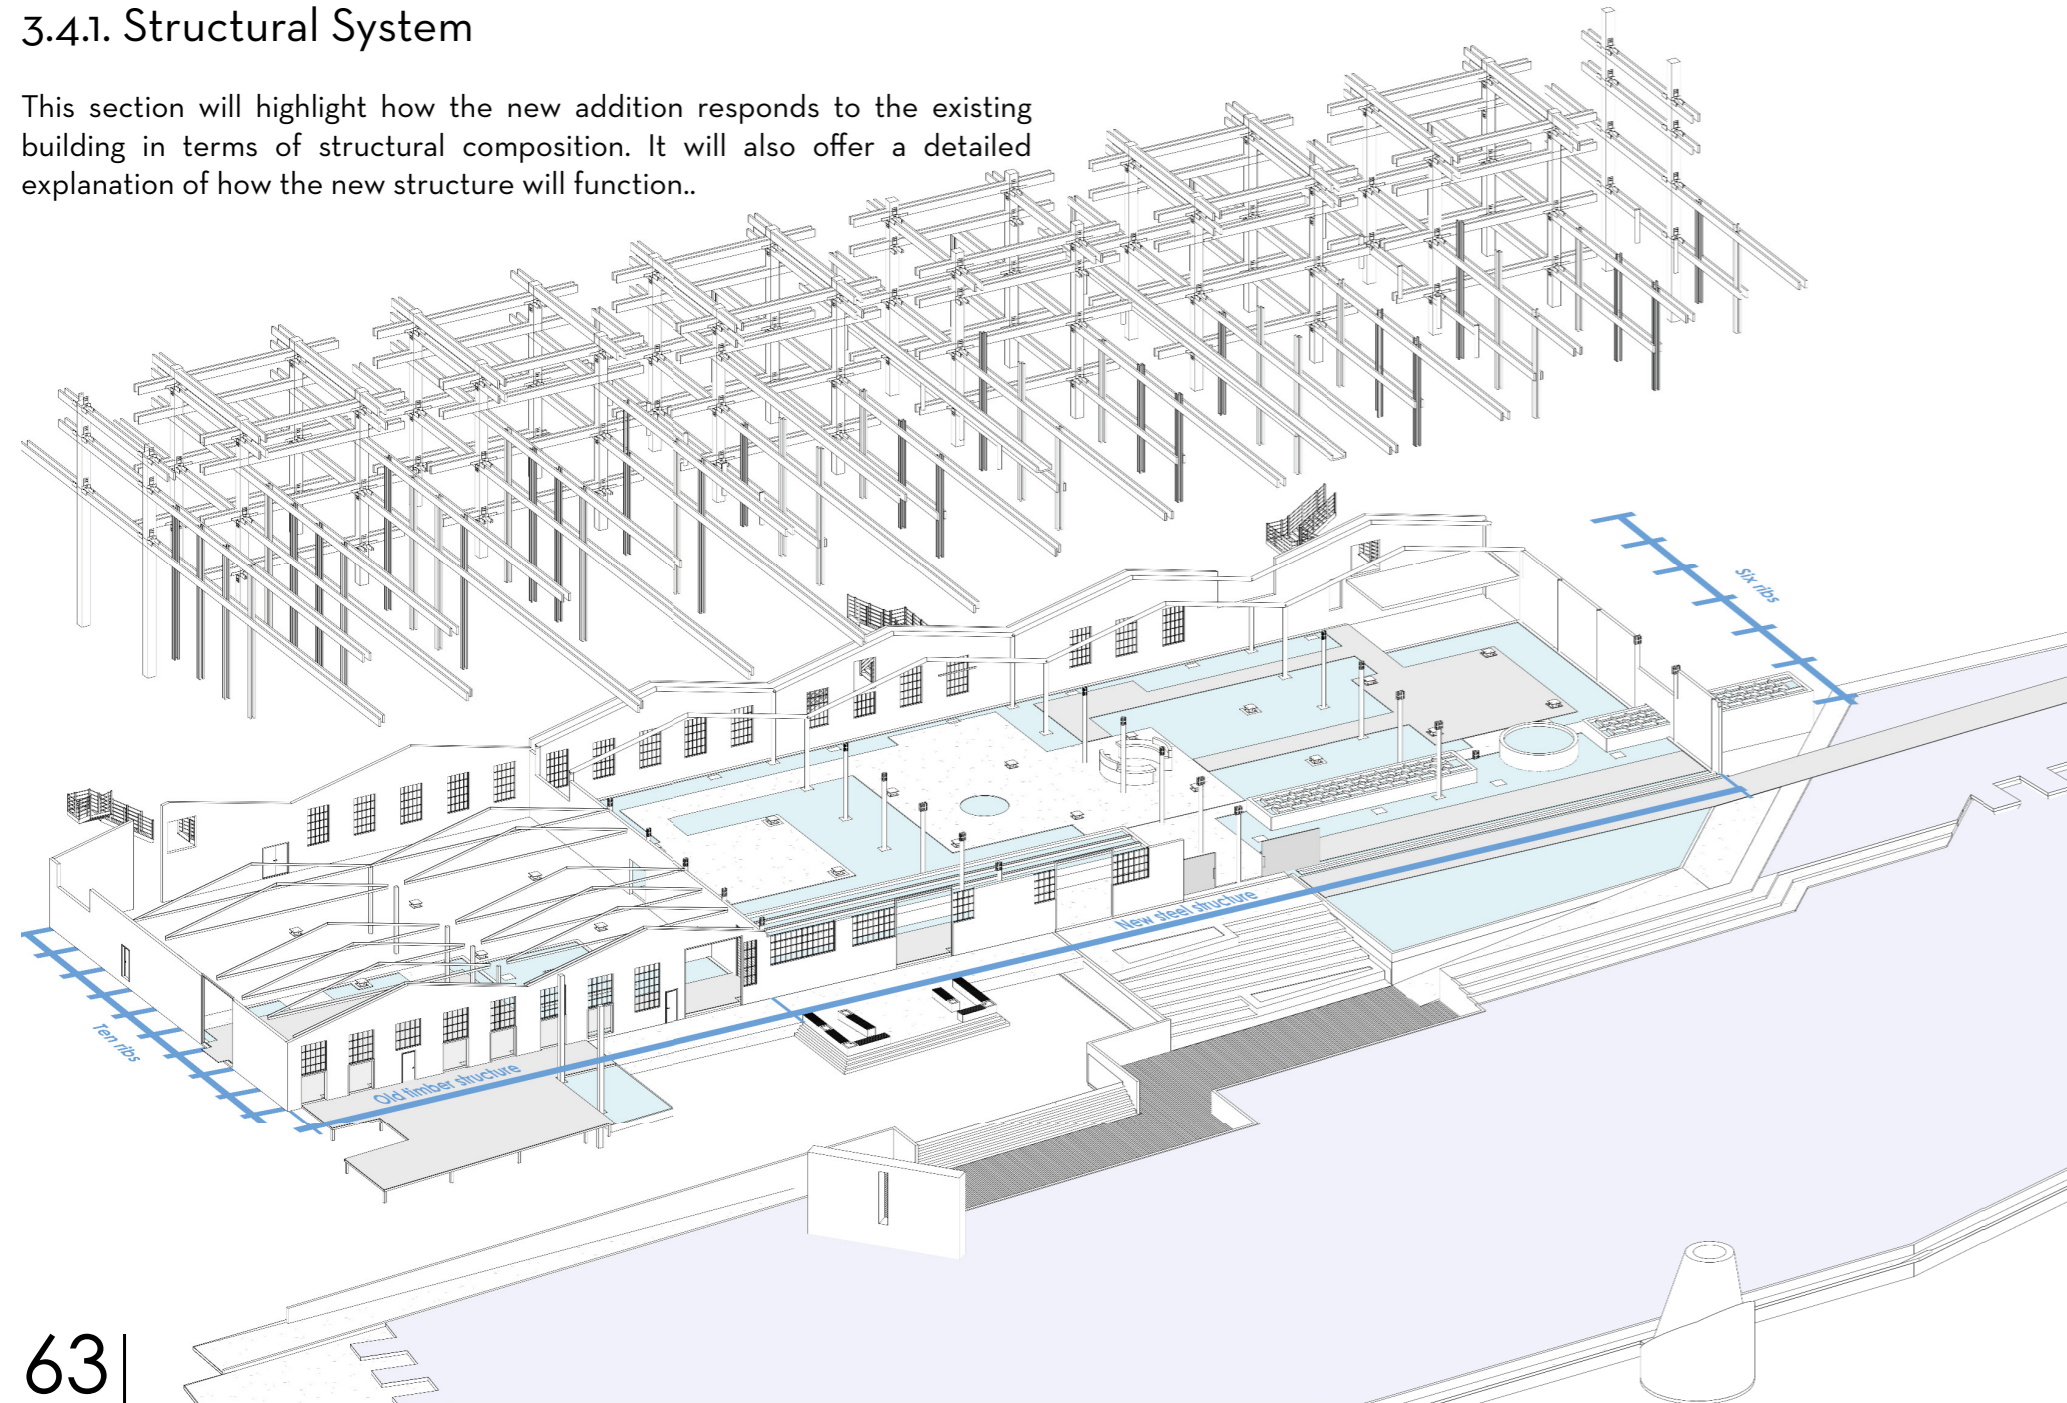 3.4.1. Structural System
This section will highlight how the new addition responds to the existing
building in terms of structural composition. It will also offer a detailed
explanation of how the new structure will function..
Six ribs
New steel structure
Ten ribs
Old timber structure
63